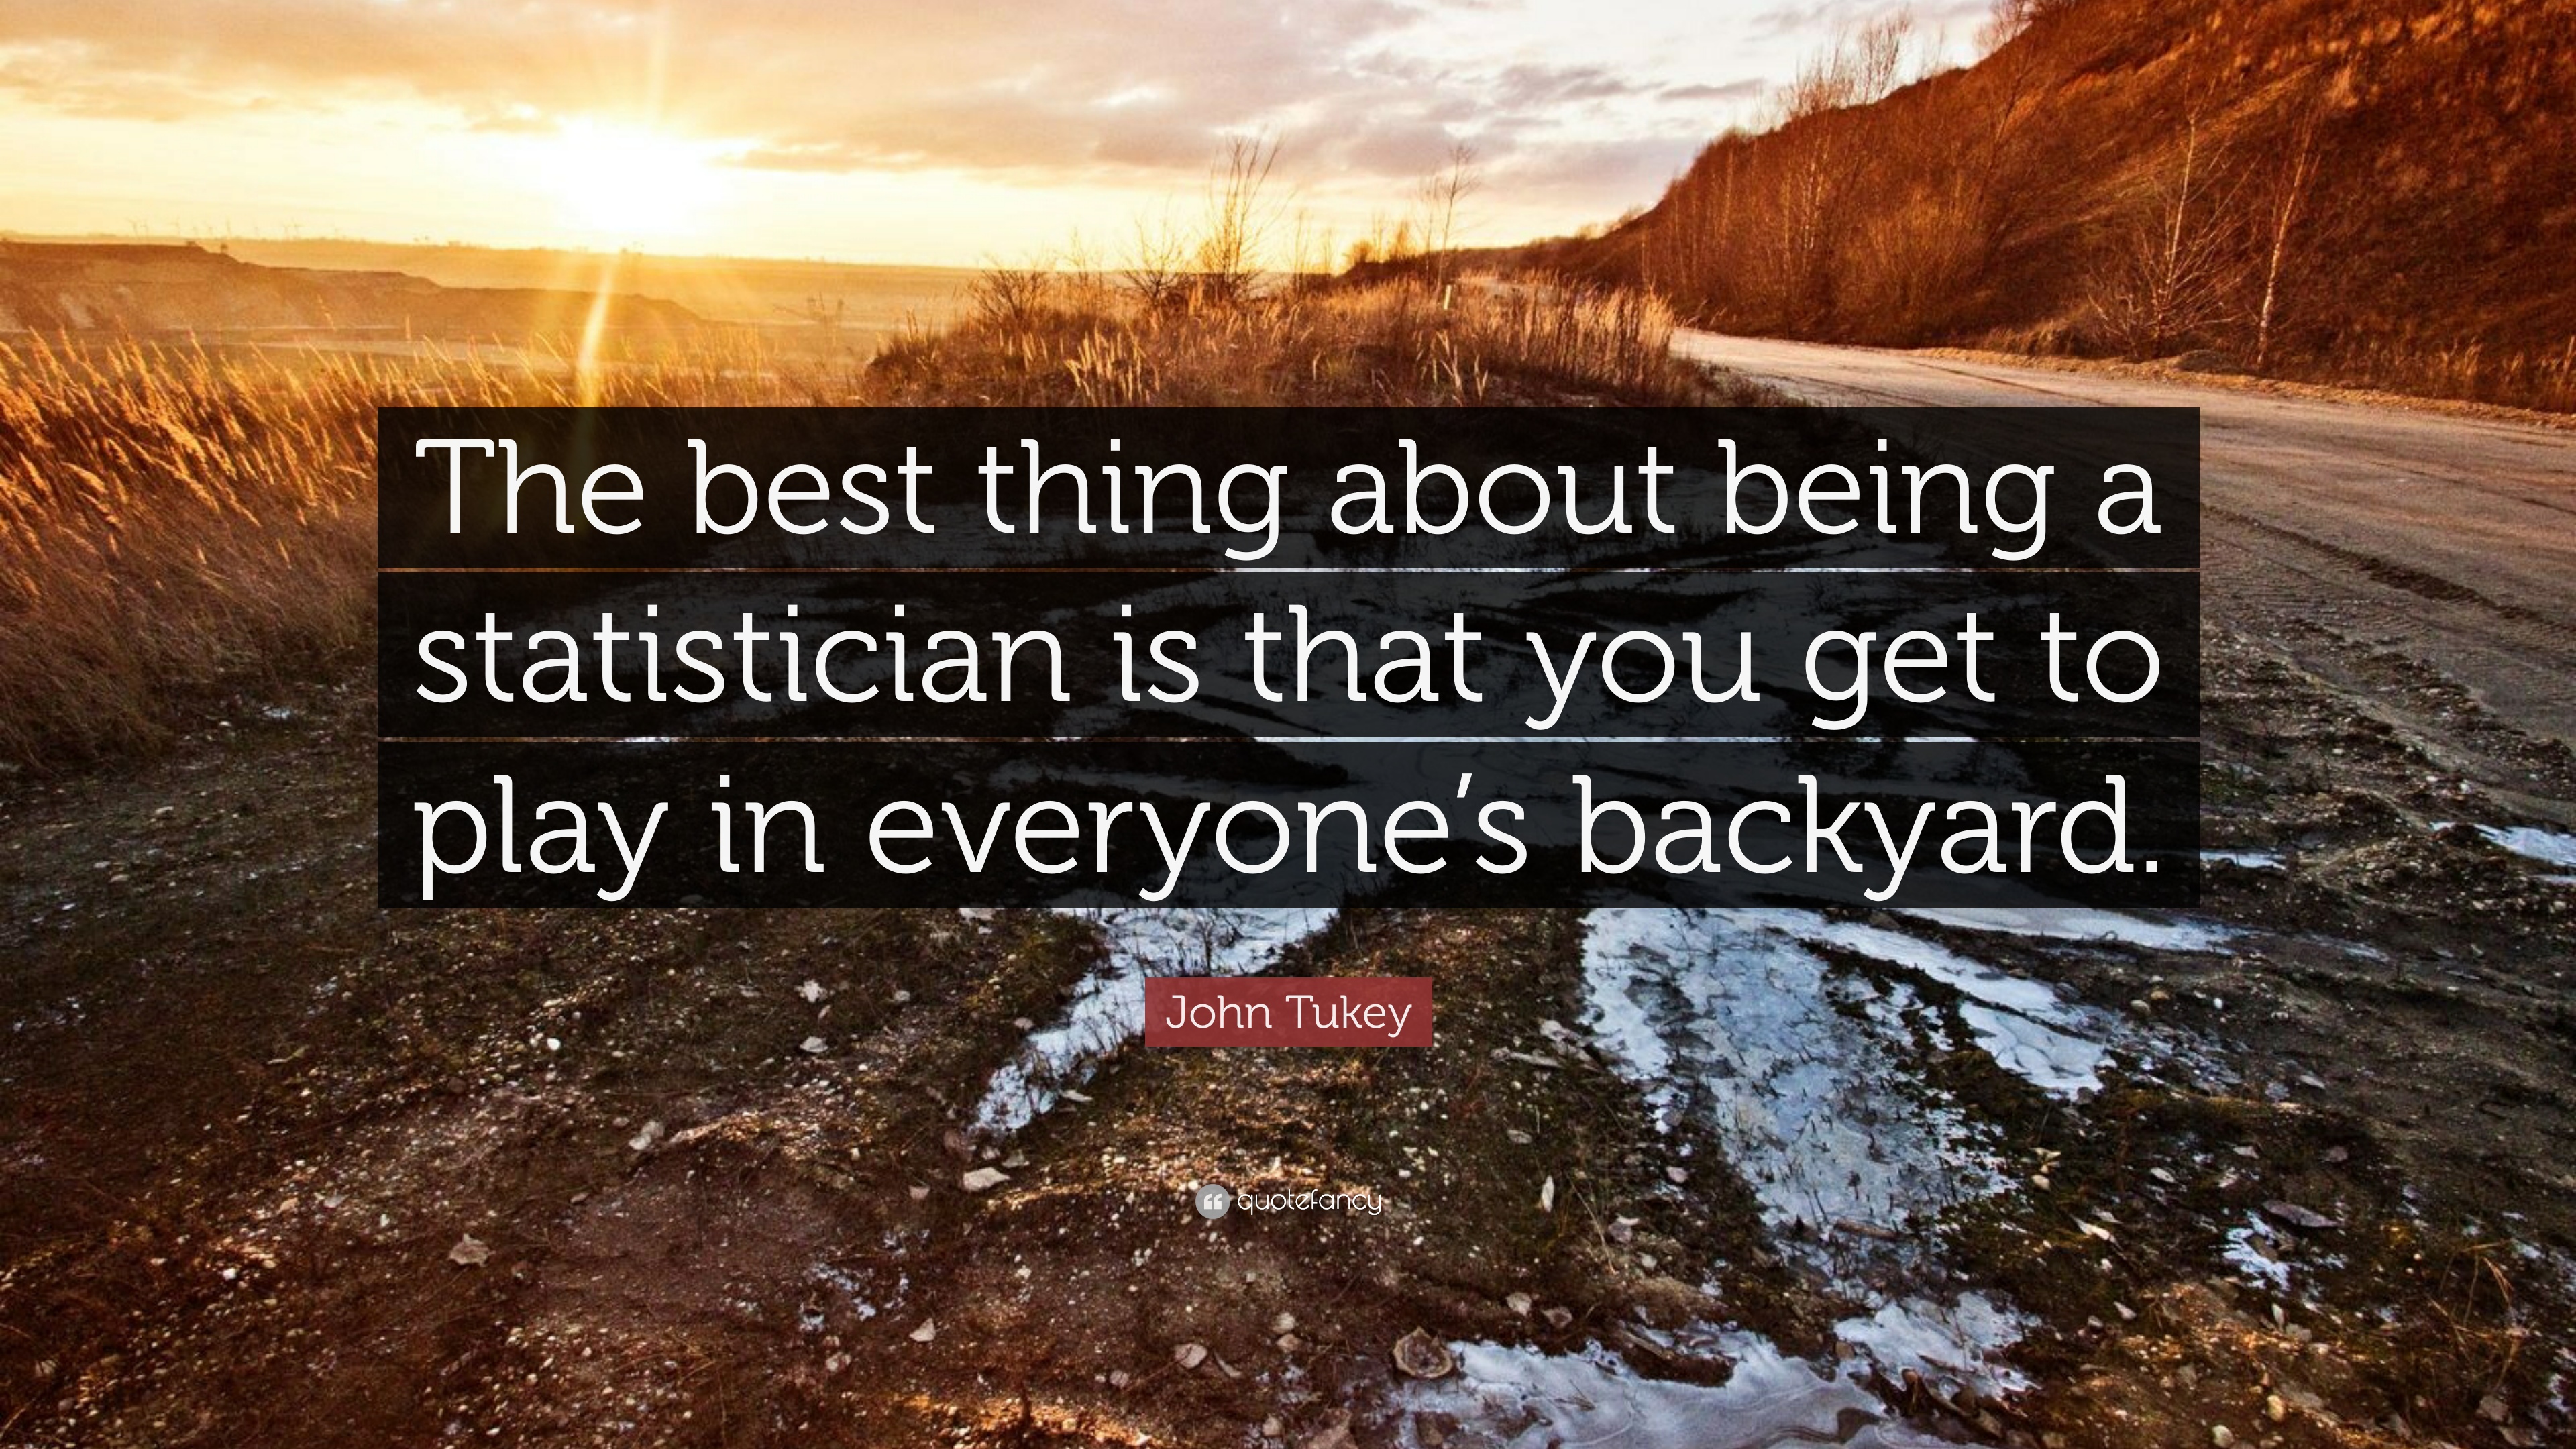 The best thing about being a
statistician is that you get to
play in everyone’s backyard.
John Tukey
quotefancy